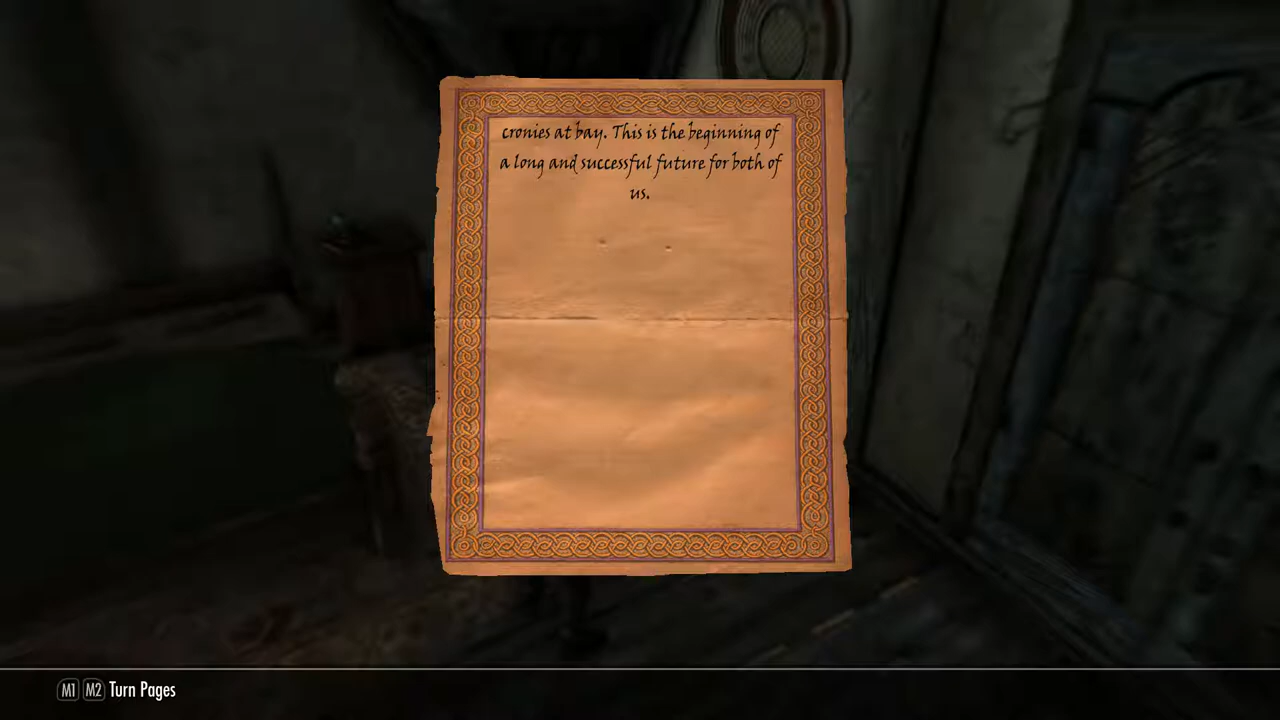 cronies at bay. This is the beginning of
a long and successful future for both of
us.
M1 M2 Turn Pages